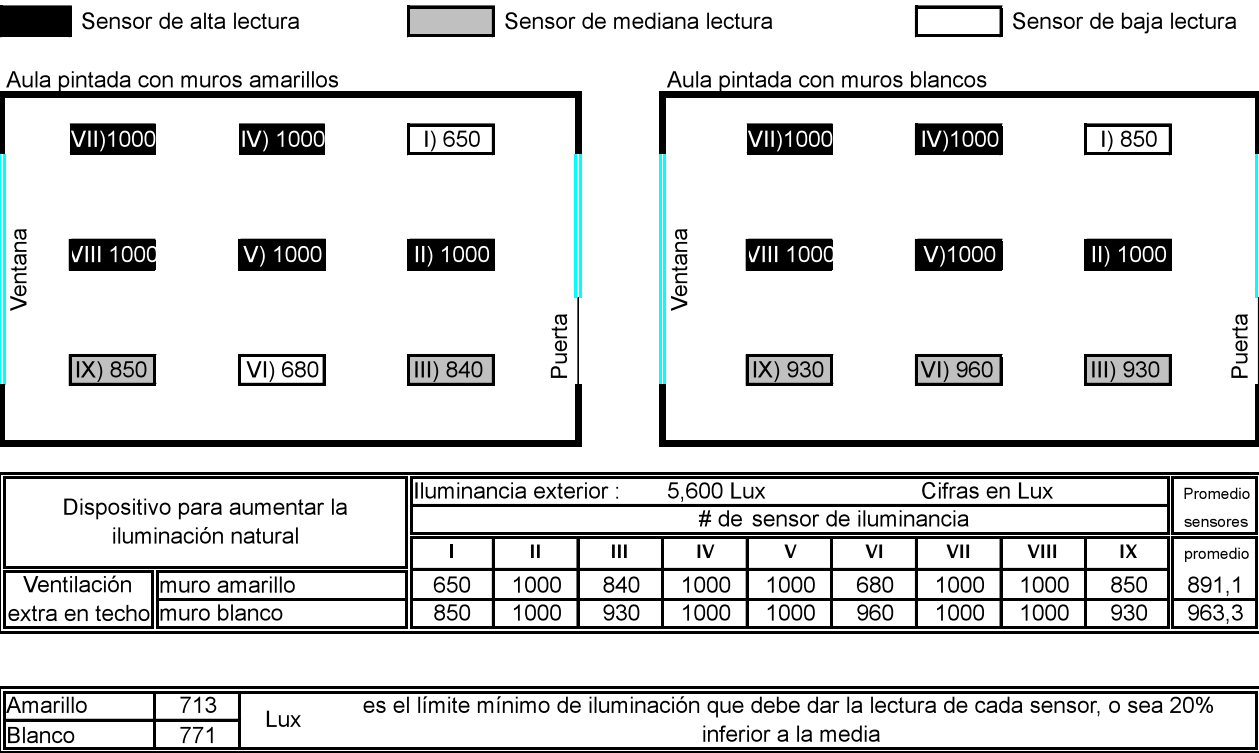 Sensor de alta lectura Sensor de mediana lectura Sensor de baja lectura
Aula pintada con muros amarillos
VII)1000 IV) 1000 I) 650
VIII 1000 V) 1000 II) 1000
IX) 850 VI) 680 III) 840
Ventana
Puerta
Aula pintada con muros blancos
VII)1000 IV)1000 I) 850
VIII 1000 V)1000 II) 1000
IX) 930 VI) 960 III) 930
Ventana
Puerta
Dispositivo para aumentar la
iluminación natural
Iluminancia exterior : 5,600 Lux Cifras en Lux
# de sensor de iluminancia
Promedio
sensores
I II III IV V VI VII VIII IX promedio
Ventilación
extra en techo
muro amarillo 650 1000 840 1000 1000 680 1000 1000 850 891,1
muro blanco 850 1000 930 1000 1000 960 1000 1000 930 963,3
Amarillo 713
Blanco 771
Lux
es el límite mínimo de iluminación que debe dar la lectura de cada sensor, o sea 20%
inferior a la media